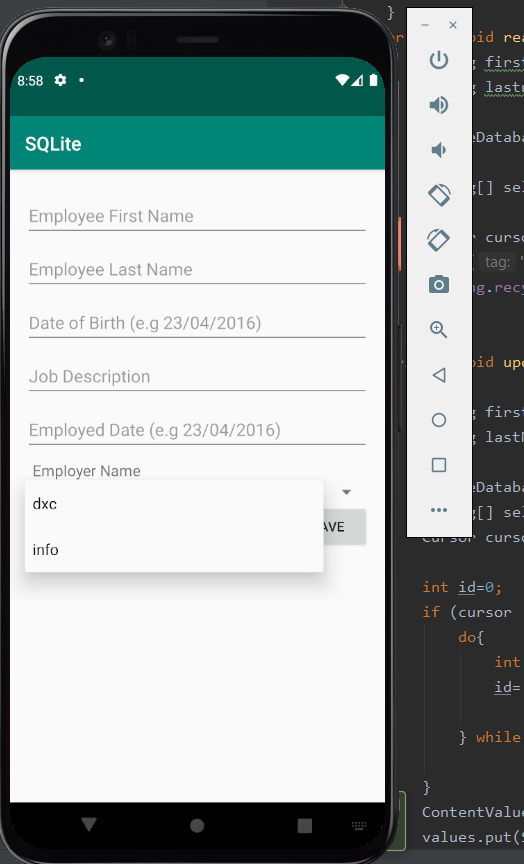 8:58
SQLite
Employee First Name
Employee Last Name
Date of Birth (e.g 23/04/2016)
Job Description
Employed Date (e.g 23/04/2016)
Employer Name
dxc
info
AVE
}
oid rea
g first
g lastn
eDataba
g[] sel
r curso
tag: "
ng.recy
oid upd
g first
g lastN
eDataba
g[] sel
Cursor curso
int id=0;
if (cursor
do{
int
id=
} while
}
ContentValue
values.put(S